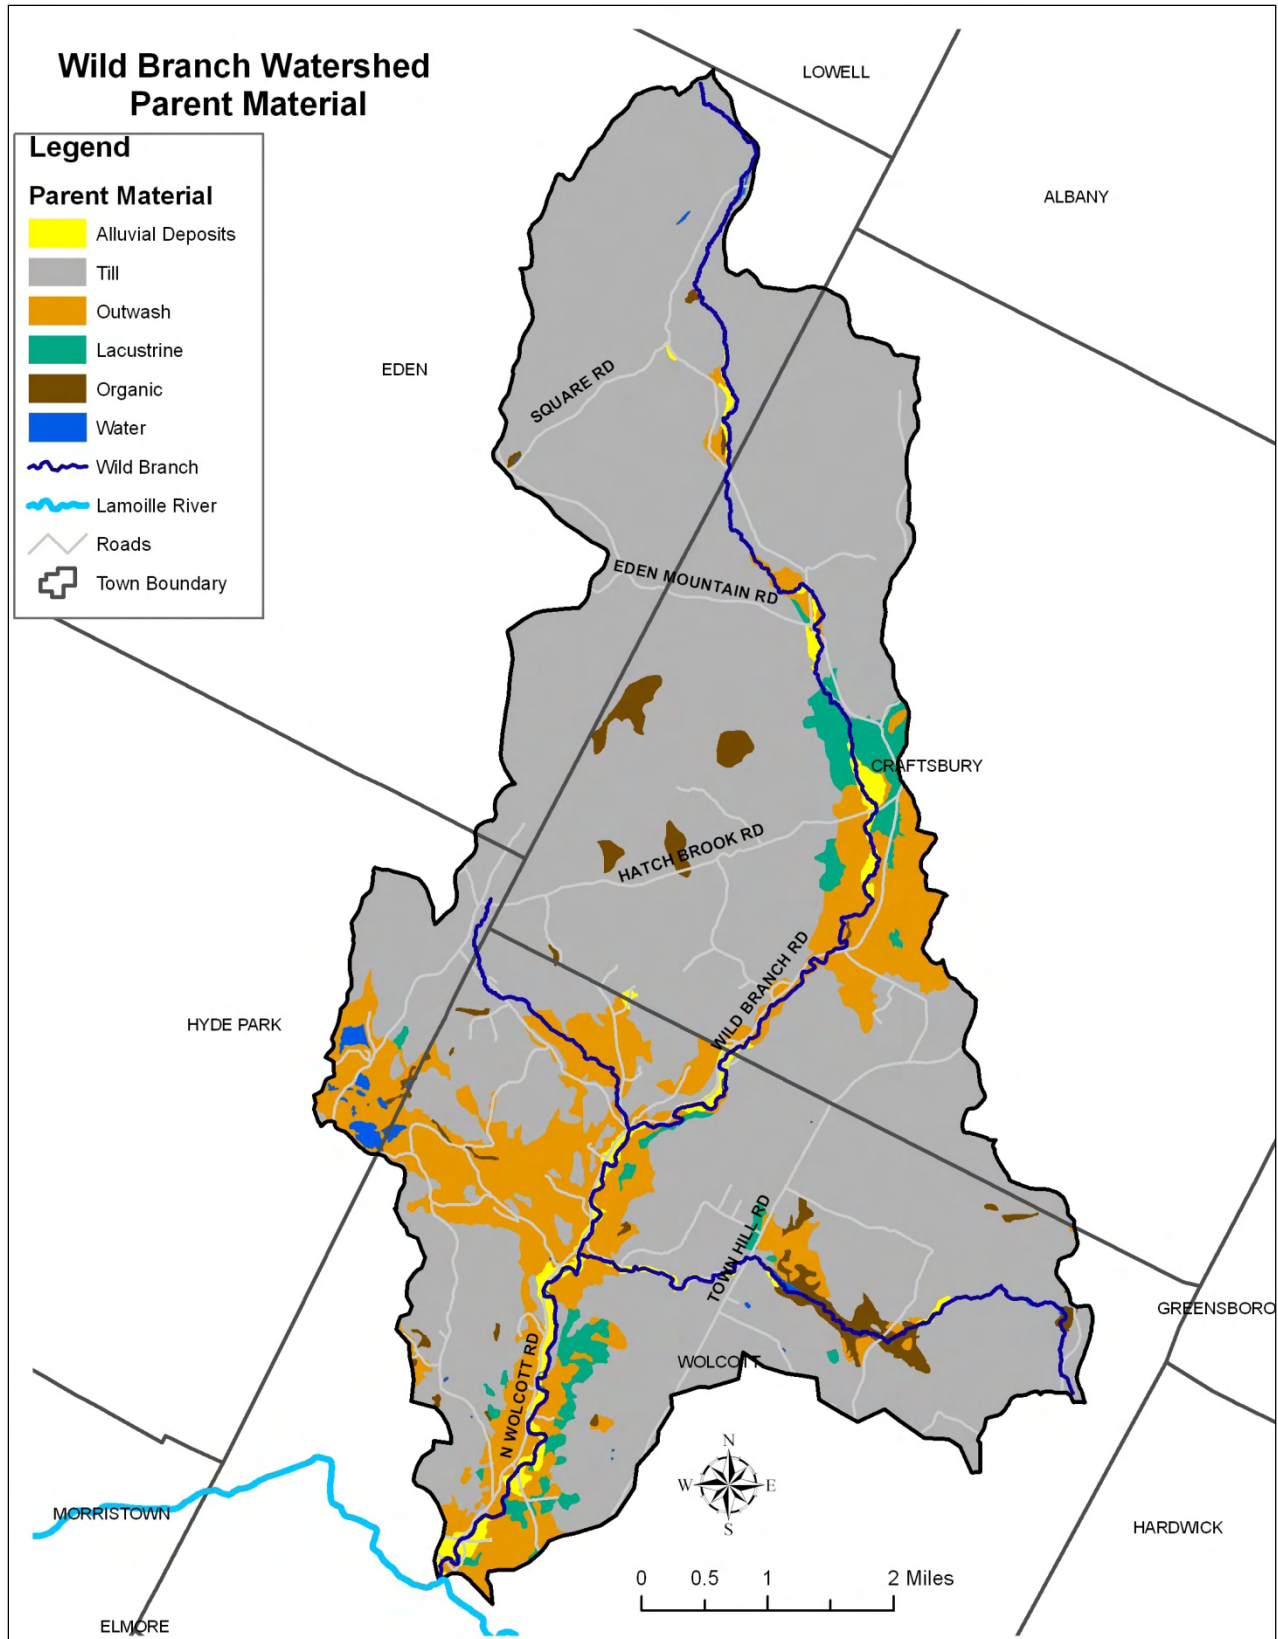 Wild Branch Watershed
Parent Material
Legend
Parent Material
Alluvial Deposits
Till
Outwash
Lacustrine
Organic
Water
Wild Branch
Lamoille River
Roads
Town Boundary
LOWELL
ALBANY
EDEN
SQUARE RD
EDEN MOUNTAIN RD
CRAFTSBURY
HATCH BROOK RD
WILD BRANCH RD
HYDE PARK
TOWN HILL RD
GREENSBORO
WOLCOTT
N WOLCOTT RD
N
W E
S
MORRISTOWN
HARDWICK
0 0.5 1 2 Miles
ELMORE